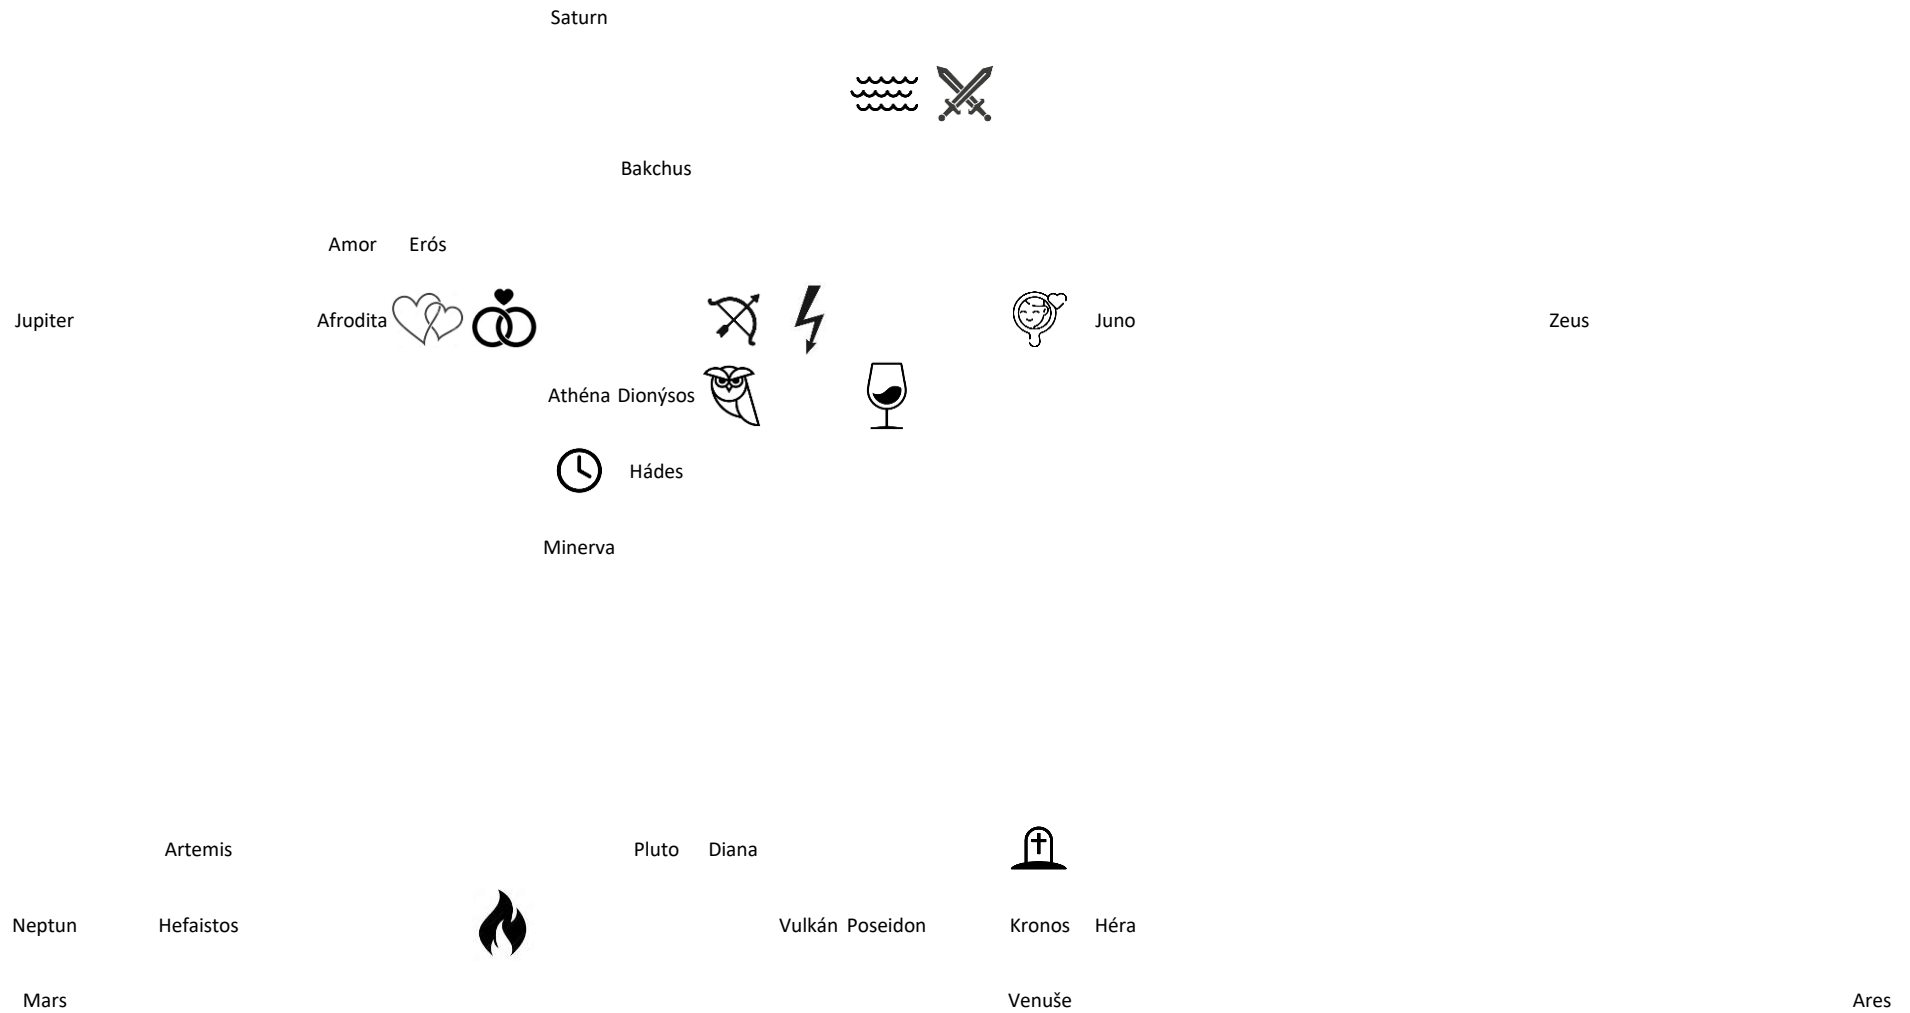 Saturn
Bakchus
Amor Erós
Jupiter Afrodita Juno Zeus
Athéna Dionýsos
Hádes
Minerva
Artemis Pluto Diana
Neptun Hefaistos Vulkán Poseidon Kronos Héra
Mars Venuše Ares